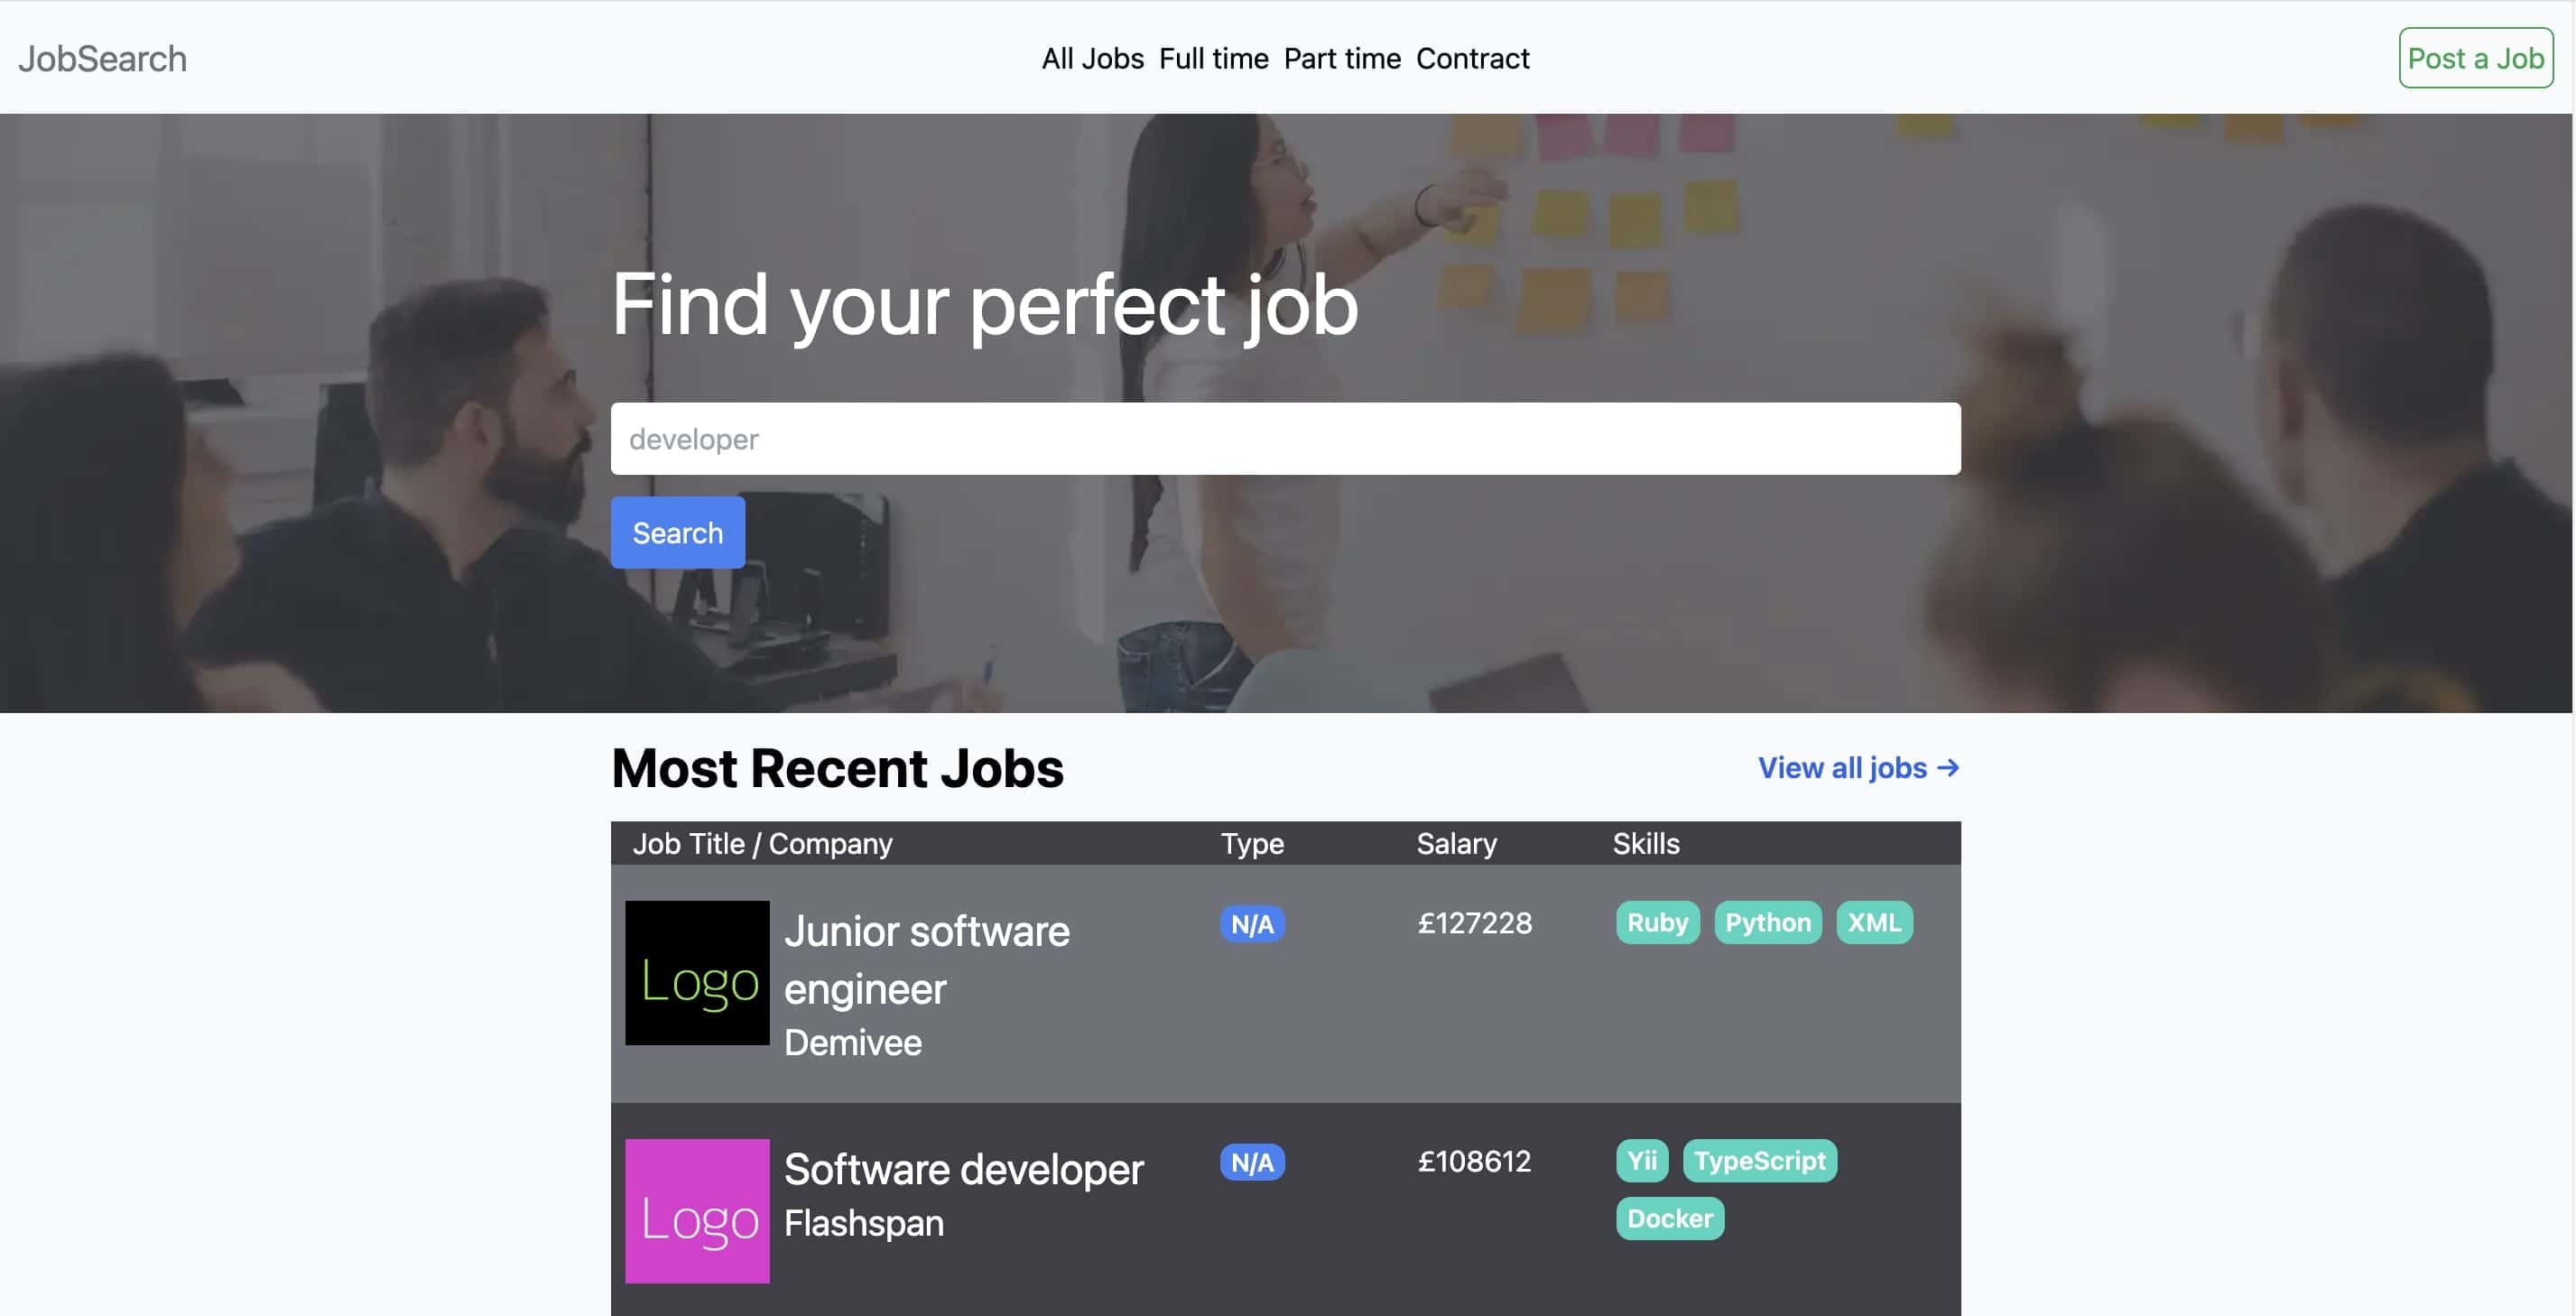 JobSearch
All Jobs Full time Part time Contract
Post a Job
Find your perfect job
developer
Search
Most Recent Jobs
View all jobs →
Job Title / Company Type Salary Skills
Logo
Junior software
engineer
Demivee
N/A
£127228
Ruby Python XML
Logo
Software developer
Flashspan
N/A
£108612
Yii TypeScript
Docker